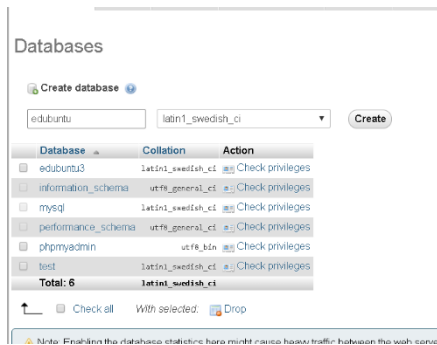 Databases
Create database
edubuntu latin1_swedish_ci Create
Database Collation Action
edubuntu3 latin1_swedish_ci Check privileges
information_schema utf8_general_ci Check privileges
mysql latin1_swedish_ci Check privileges
performance_schema utf8_general_ci Check privileges
phpmyadmin utf8_bin Check privileges
test latin1_swedish_ci Check privileges
Total: 6 latin1_swedish_ci
Check all With selected: Drop
Note: Enabling the database statistics here might cause heavy traffic between the web serve